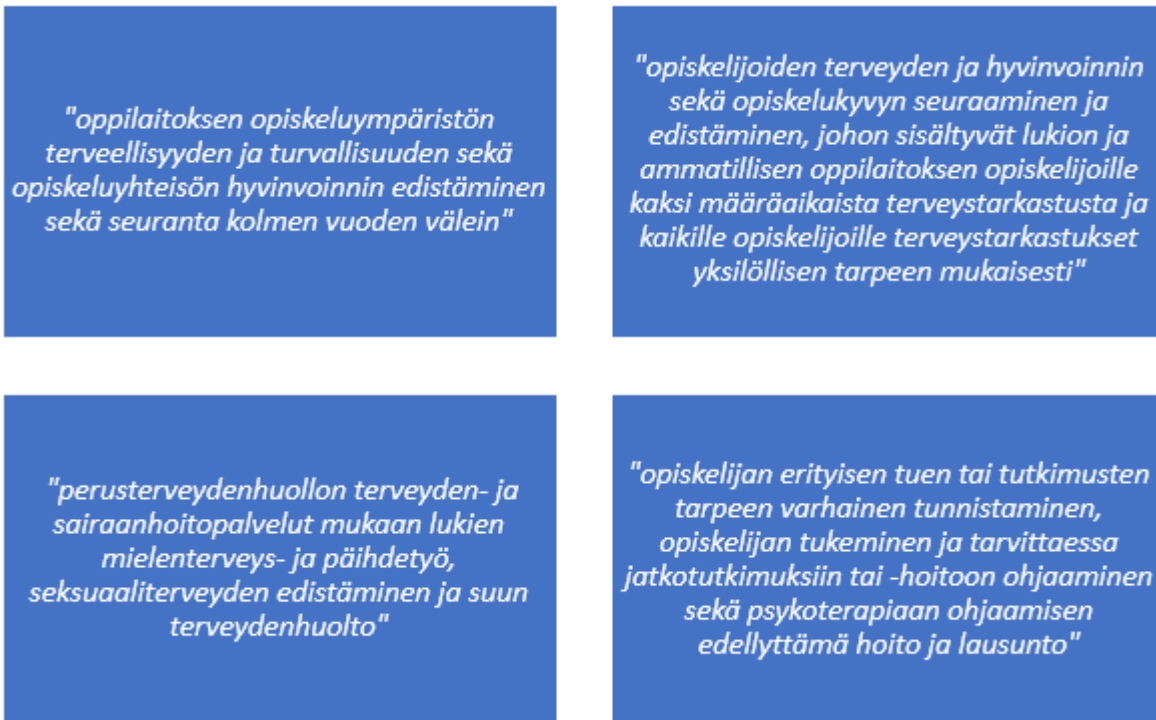 "oppilaitoksen opiskeluympäristön
terveellisyyden ja turvallisuuden sekä
opiskeluyhteisön hyvinvoinnin edistäminen
sekä seuranta kolmen vuoden välein"
"opiskelijoiden terveyden ja hyvinvoinnin
sekä opiskelukyvyn seuraaminen ja
edistäminen, johon sisältyvät lukion ja
ammatillisen oppilaitoksen opiskelijoille
kaksi määräaikaista terveystarkastusta ja
kaikille opiskelijoille terveystarkastukset
yksilöllisen tarpeen mukaisesti"
"perusterveydenhuollon terveyden- ja
sairaanhoitopalvelut mukaan lukien
mielenterveys- ja päihdetyö,
seksuaaliterveyden edistäminen ja suun
terveydenhuolto"
"opiskelijan erityisen tuen tai tutkimusten
tarpeen varhainen tunnistaminen,
opiskelijan tukeminen ja tarvittaessa
jatkotutkimuksiin tai -hoitoon ohjaaminen
sekä psykoterapiaan ohjaamisen
edellyttämä hoito ja lausunto"